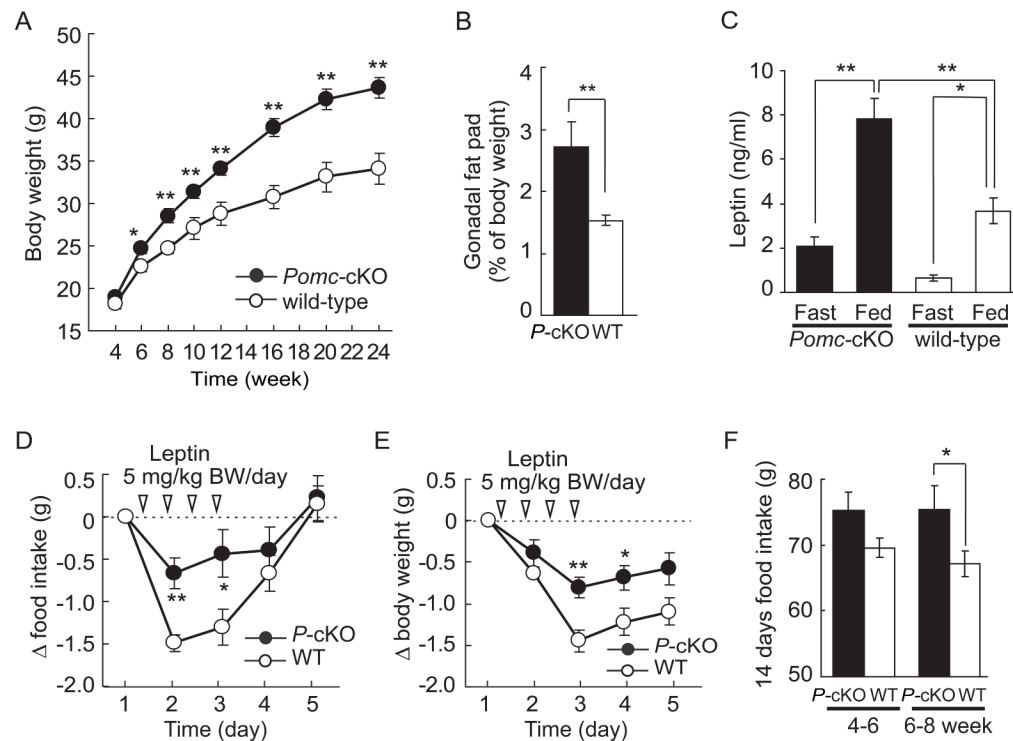 A
50
45
40
35
30
25
20
15
Body weight (g)
*
**
**
**
**
**
**
**
Pomc-cKO
wild-type
4 6 8 10 12 14 16 18 20 22 24
Time (week)
B
4
3
2
1
0
Gonadal fat pad
(% of body weight)
**
P-cKO WT
C
10
8
6
4
2
0
Leptin (ng/ml)
**
**
*
Fast Fed Fast Fed
Pomc-cKO wild-type
D
Leptin
5 mg/kg BW/day
0.5
0
-0.5
-1.0
-1.5
-2.0
Δ food intake (g)
**
*
P-cKO
WT
1 2 3 4 5
Time (day)
E
Leptin
5 mg/kg BW/day
0.5
0
-0.5
-1.0
-1.5
-2.0
Δ body weight (g)
**
*
P-cKO
WT
1 2 3 4 5
Time (day)
F
80
70
60
50
14 days food intake (g)
*
P-cKO WT P-cKO WT
4-6 6-8 week